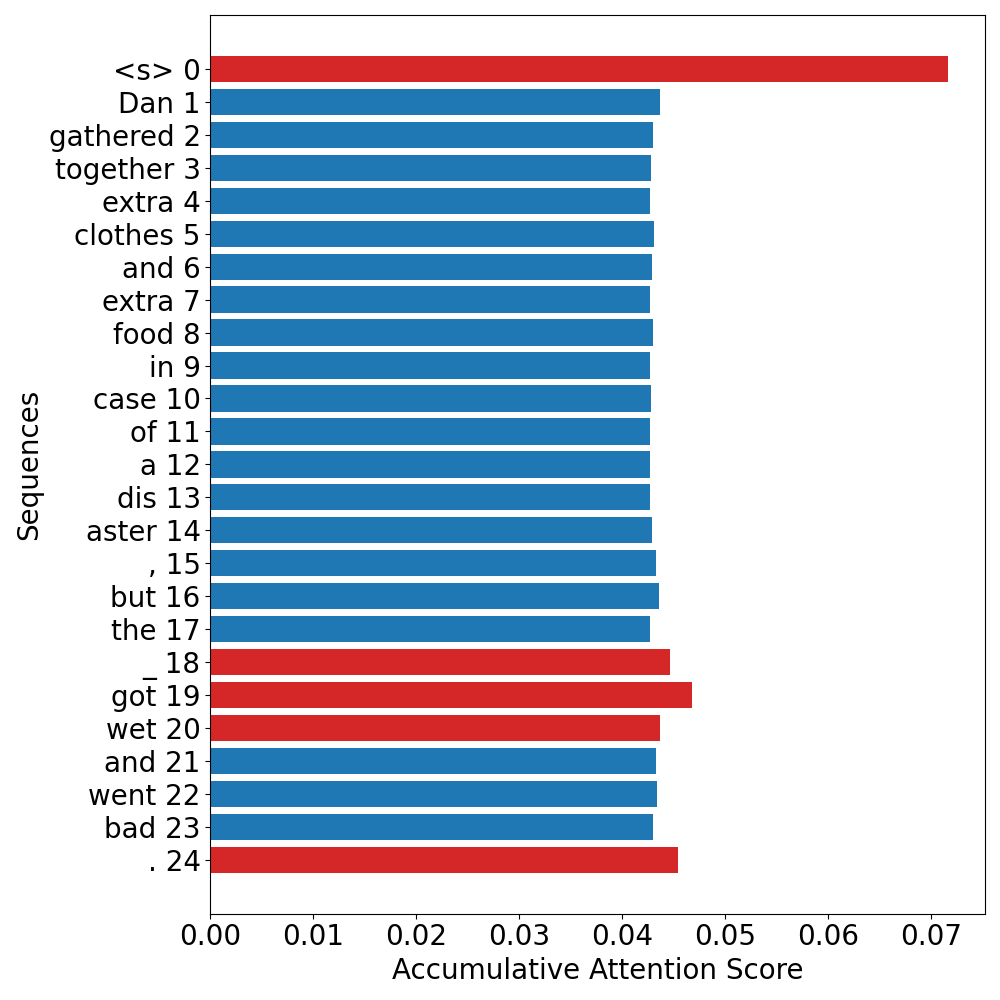 <s> 0
Dan 1
gathered 2
together 3
extra 4
clothes 5
and 6
extra 7
food 8
in 9
case 10
of 11
a 12
dis 13
aster 14
, 15
but 16
the 17
_ 18
got 19
wet 20
and 21
went 22
bad 23
. 24
Sequences
0.00 0.01 0.02 0.03 0.04 0.05 0.06 0.07
Accumulative Attention Score